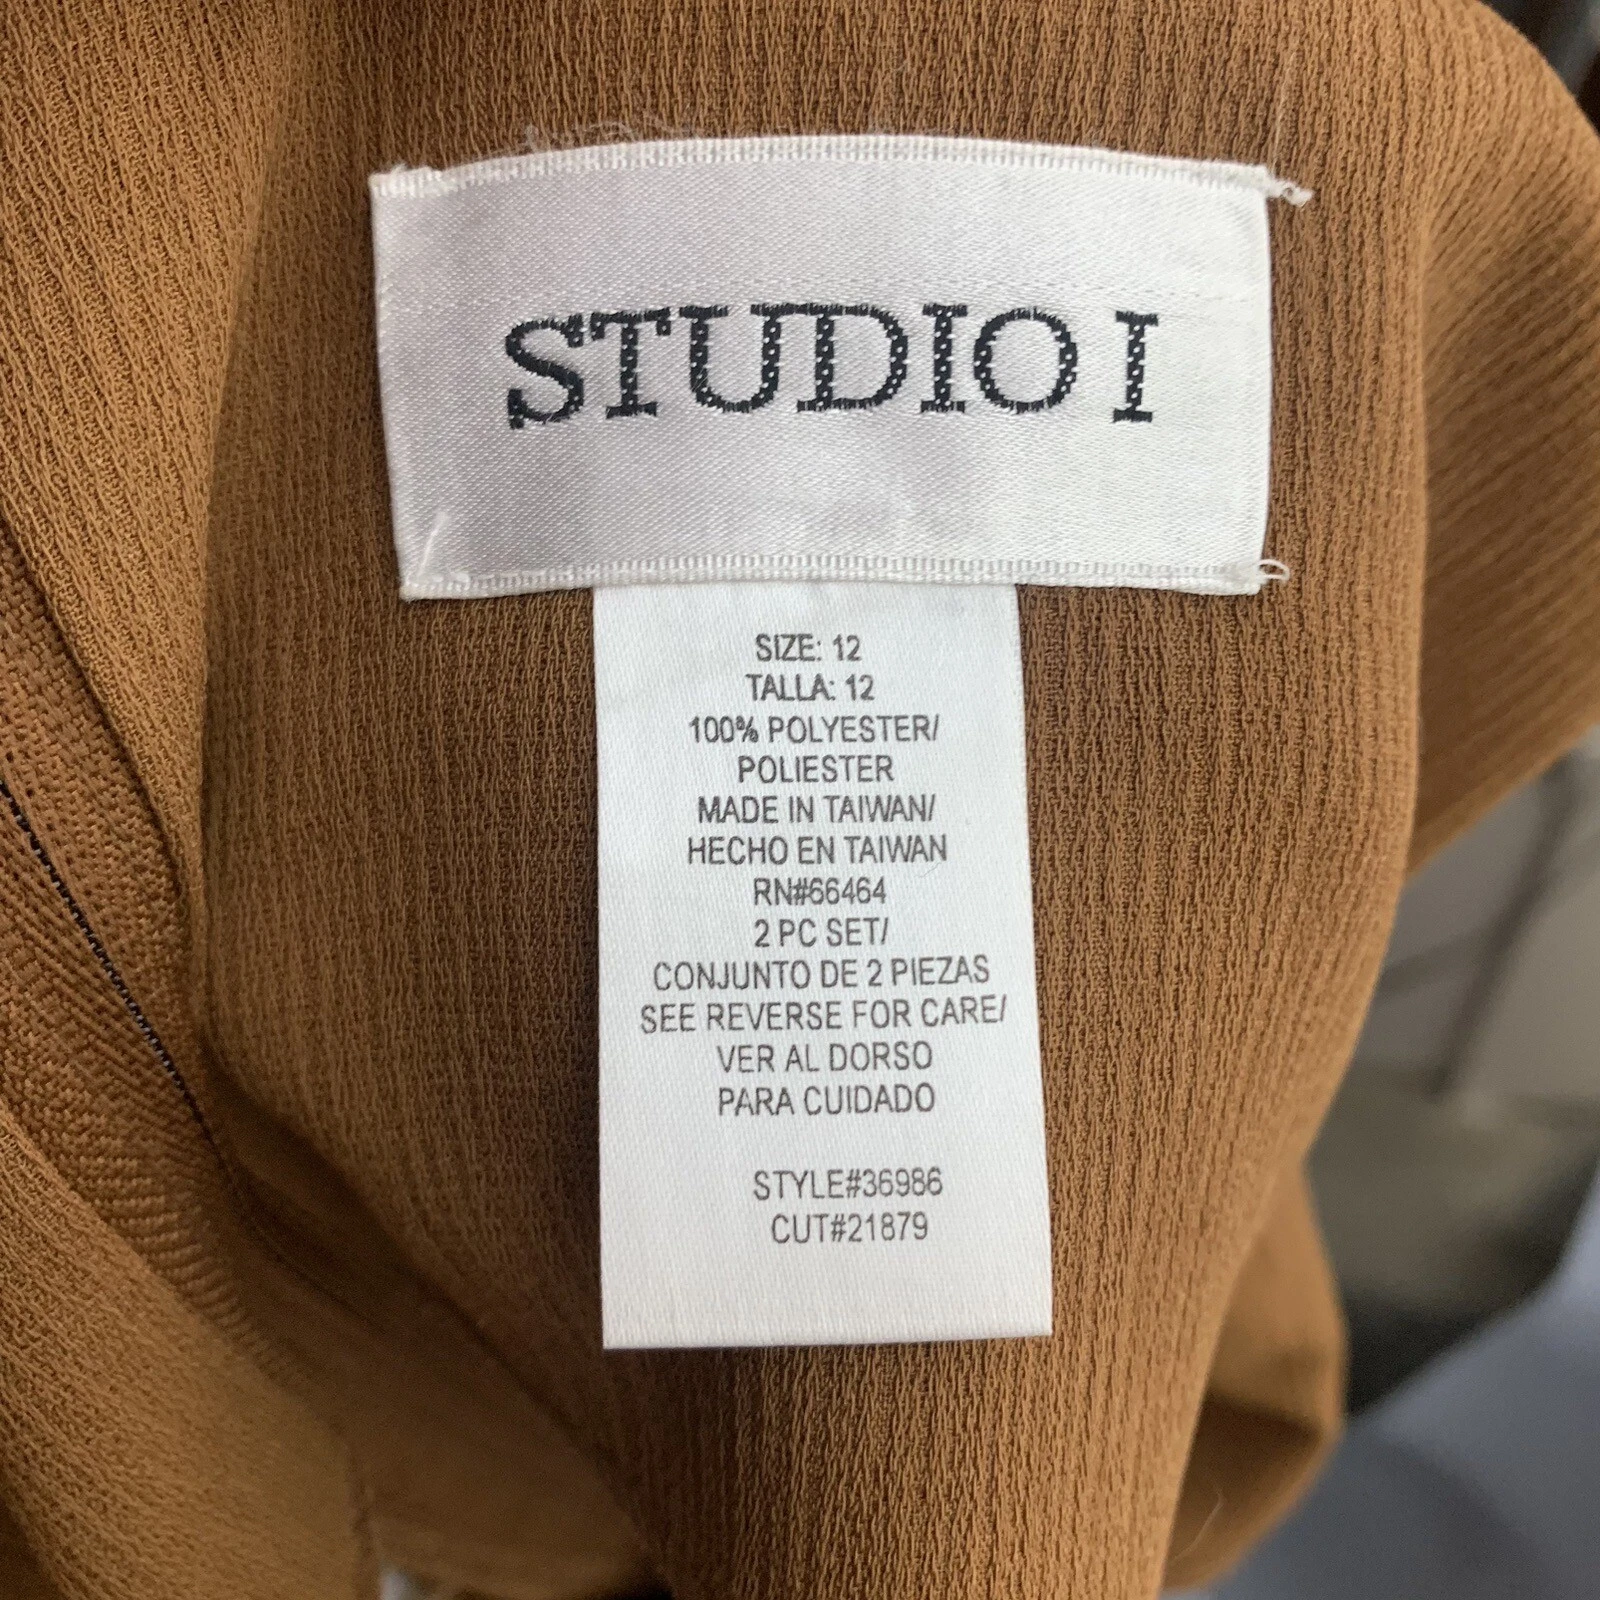 STUDIO I
SIZE: 12
TALLA: 12
100% POLYESTER/
POLIESTER
MADE IN TAIWAN/
HECHO EN TAIWAN
RN#66464
2 PC SET/
CONJUNTO DE 2 PIEZAS
SEE REVERSE FOR CARE/
VER AL DORSO
PARA CUIDADO
STYLE#36986
CUT#21879